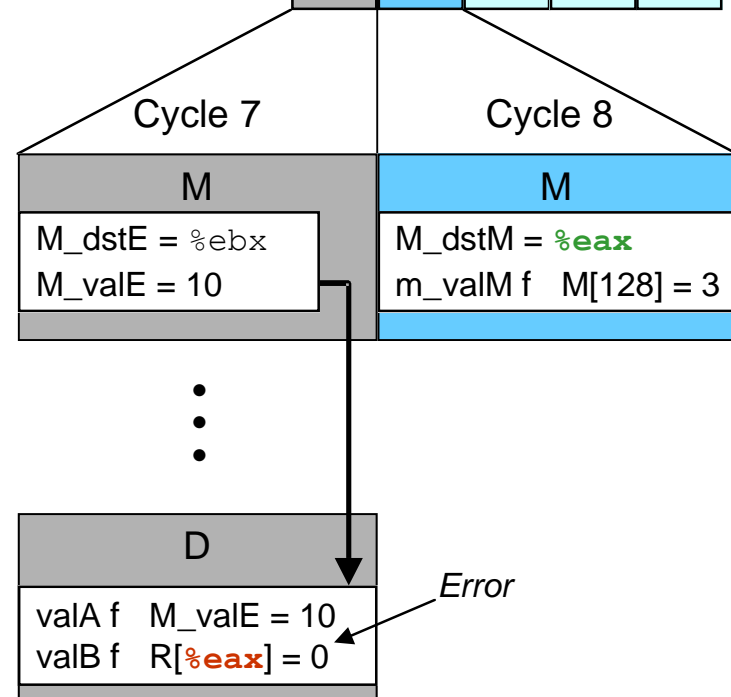 Cycle 7
Cycle 8
M
M
M_dstE = %ebx
M_valE = 10
M_dstM = %eax
m_valM f M[128] = 3
D
Error
valA f M_valE = 10
valB f R[%eax] = 0